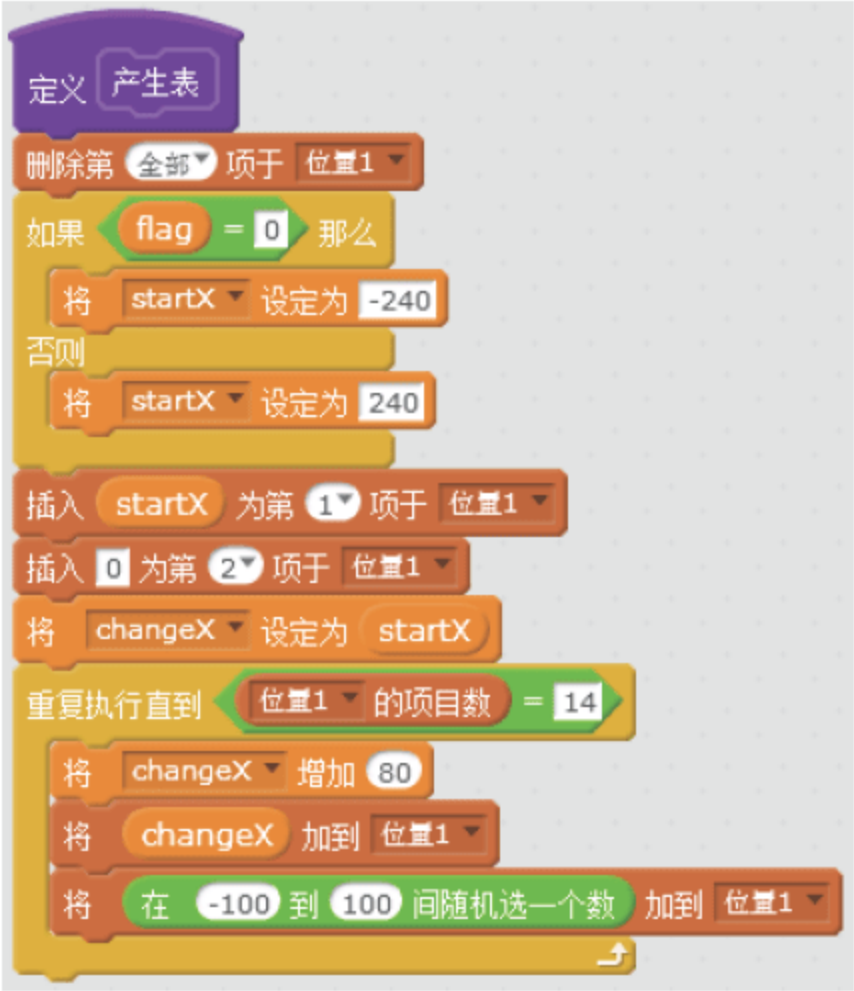 定义 产生表
删除第 全部 项于 位置1
如果 flag = 0 那么
将 startX 设定为 -240
否则
将 startX 设定为 240
插入 startX 为第 1 项于 位置1
插入 0 为第 2 项于 位置1
将 changeX 设定为 startX
重复执行直到 位置1 的项目数 = 14
将 changeX 增加 80
将 changeX 加到 位置1
将 在 -100 到 100 间随机选一个数 加到 位置1